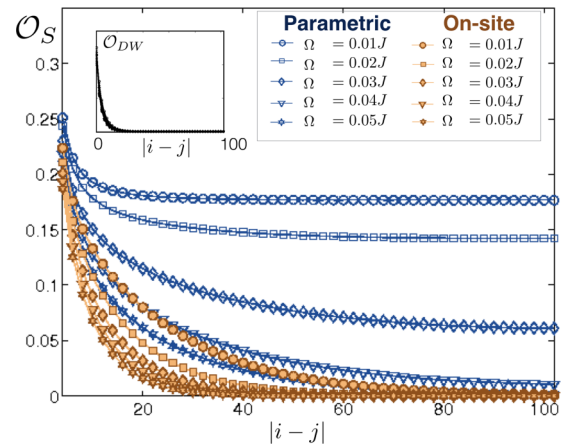 𝒪_S
0.3
0.25
0.2
0.15
0.1
0.05
0
20
40
60
80
100
|i − j|
𝒪_DW
0
100
|i − j|
Parametric On-site
Ω = 0.01J Ω = 0.01J
Ω = 0.02J Ω = 0.02J
Ω = 0.03J Ω = 0.03J
Ω = 0.04J Ω = 0.04J
Ω = 0.05J Ω = 0.05J